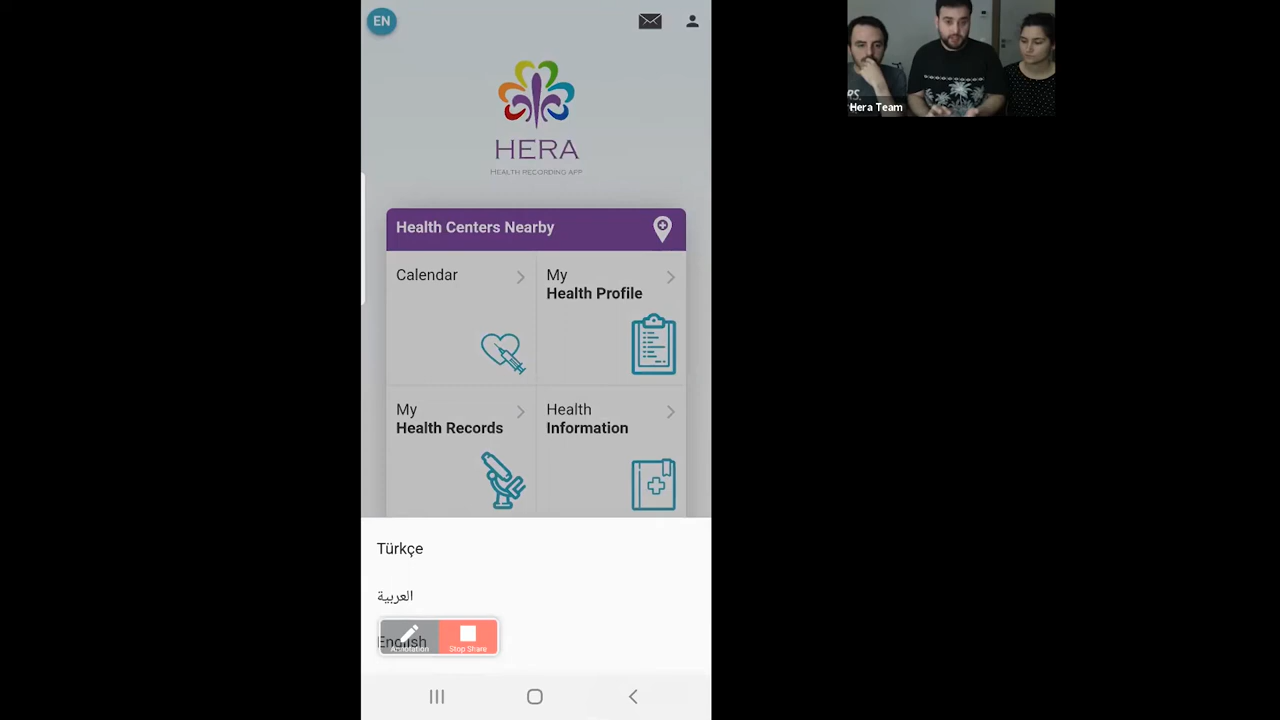 EN
HERA
HEALTH RECORDING APP
Health Centers Nearby
Calendar
My
Health Profile
My
Health Records
Health
Information
Türkçe
العربية
English
Annotation
Stop Share
Hera Team